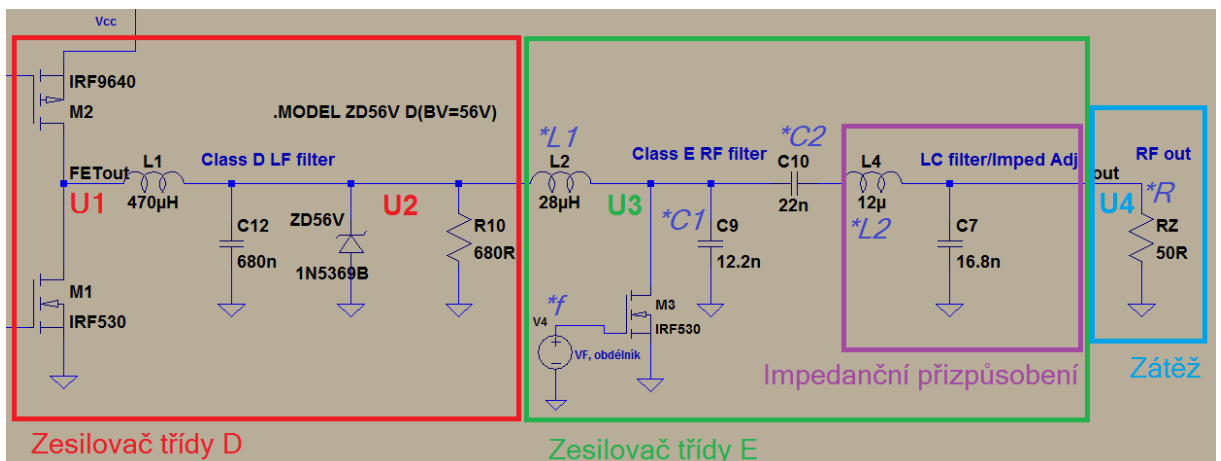 Vcc
IRF9640
M2
.MODEL ZD56V D(BV=56V)
FETout
U1
L1
470µH
Class D LF filter
U2
C12
680n
ZD56V
1N5369B
R10
680R
M1
IRF530
Zesilovač třídy D
*L1
L2
28µH
Class E RF filter
U3
*C1
C9
12.2n
*C2
C10
22n
*f
V4
VF, obdélník
M3
IRF530
Zesilovač třídy E
LC filter/Imped Adj
L4
12µ
*L2
C7
16.8n
Impedanční přizpůsobení
out
U4
RF out
*R
RZ
50R
Zátěž